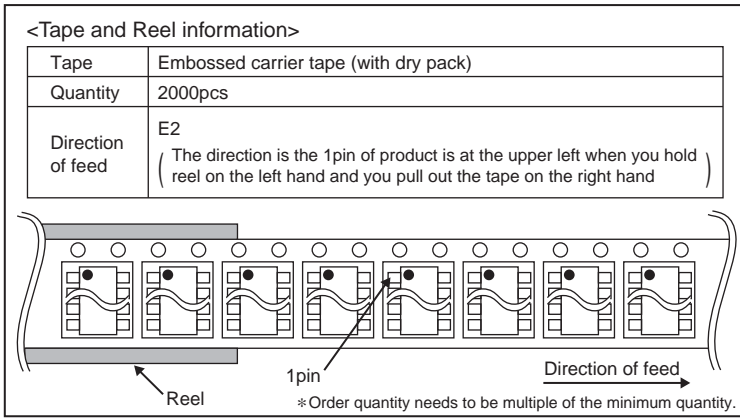 <Tape and Reel information>
Tape Embossed carrier tape (with dry pack)
Quantity 2000pcs
Direction of feed E2
( The direction is the 1pin of product is at the upper left when you hold
reel on the left hand and you pull out the tape on the right hand )
1pin
Direction of feed
Reel
*Order quantity needs to be multiple of the minimum quantity.